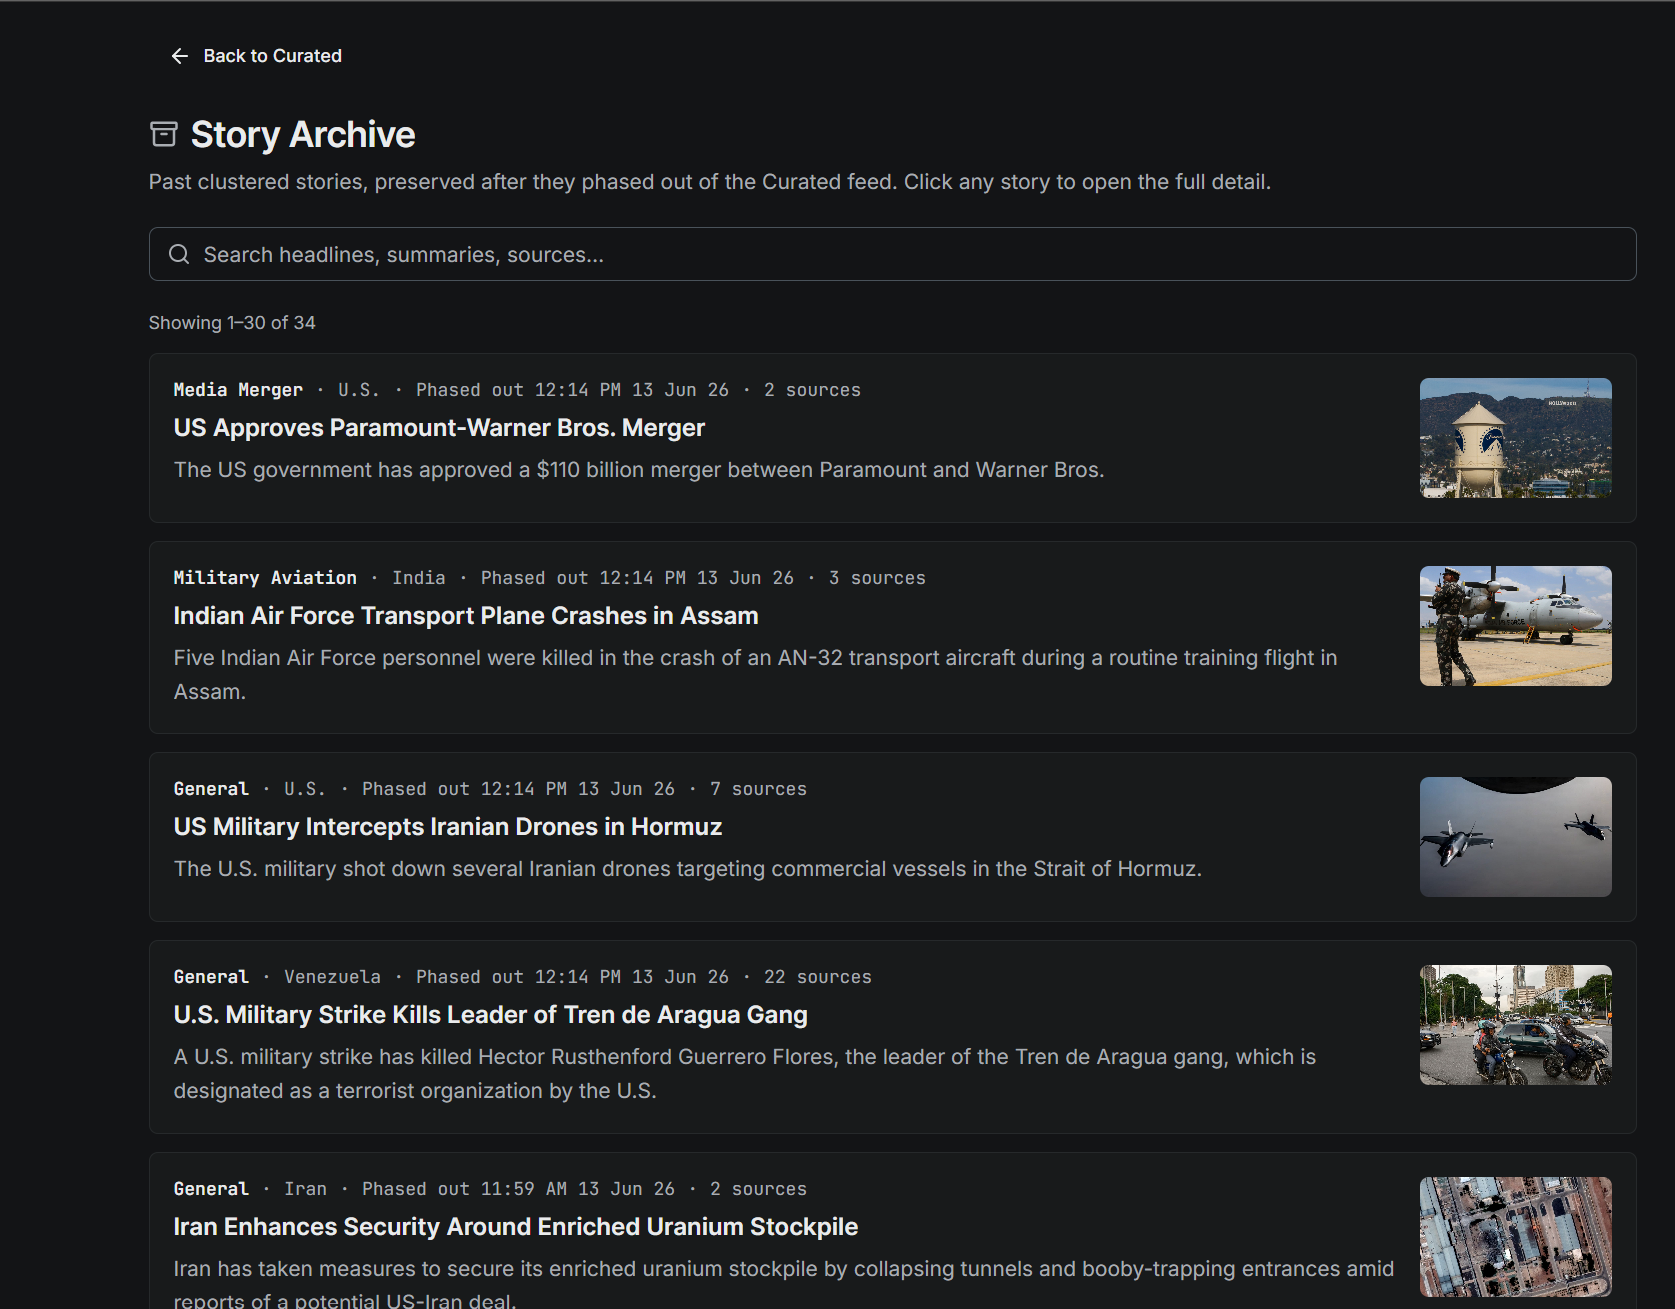 Back to Curated
Story Archive
Past clustered stories, preserved after they phased out of the Curated feed. Click any story to open the full detail.
Search headlines, summaries, sources...
Showing 1–30 of 34
Media Merger · U.S. · Phased out 12:14 PM 13 Jun 26 · 2 sources
US Approves Paramount-Warner Bros. Merger
The US government has approved a $110 billion merger between Paramount and Warner Bros.
HOLLYWOOD
Military Aviation · India · Phased out 12:14 PM 13 Jun 26 · 3 sources
Indian Air Force Transport Plane Crashes in Assam
Five Indian Air Force personnel were killed in the crash of an AN-32 transport aircraft during a routine training flight in
Assam.
General · U.S. · Phased out 12:14 PM 13 Jun 26 · 7 sources
US Military Intercepts Iranian Drones in Hormuz
The U.S. military shot down several Iranian drones targeting commercial vessels in the Strait of Hormuz.
General · Venezuela · Phased out 12:14 PM 13 Jun 26 · 22 sources
U.S. Military Strike Kills Leader of Tren de Aragua Gang
A U.S. military strike has killed Hector Rusthenford Guerrero Flores, the leader of the Tren de Aragua gang, which is
designated as a terrorist organization by the U.S.
General · Iran · Phased out 11:59 AM 13 Jun 26 · 2 sources
Iran Enhances Security Around Enriched Uranium Stockpile
Iran has taken measures to secure its enriched uranium stockpile by collapsing tunnels and booby-trapping entrances amid
reports of a potential US-Iran deal.